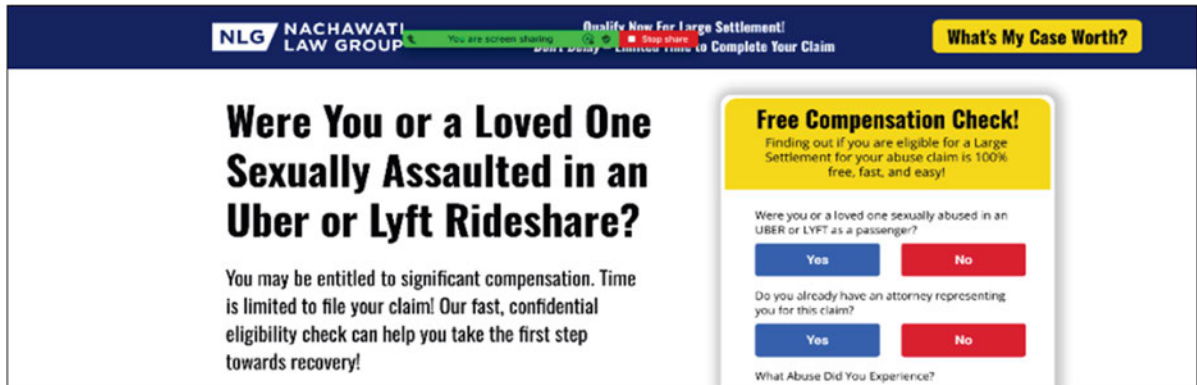 NLG NACHAWATI
LAW GROUP
You are screen sharing
Stop share
Qualify Now For Large Settlement!
Don't Delay - Limited Time to Complete Your Claim
What's My Case Worth?
Were You or a Loved One
Sexually Assaulted in an
Uber or Lyft Rideshare?
You may be entitled to significant compensation. Time
is limited to file your claim! Our fast, confidential
eligibility check can help you take the first step
towards recovery!
Free Compensation Check!
Finding out if you are eligible for a Large
Settlement for your abuse claim is 100%
free, fast, and easy!
Were you or a loved one sexually abused in an
UBER or LYFT as a passenger?
Yes No
Do you already have an attorney representing
you for this claim?
Yes No
What Abuse Did You Experience?